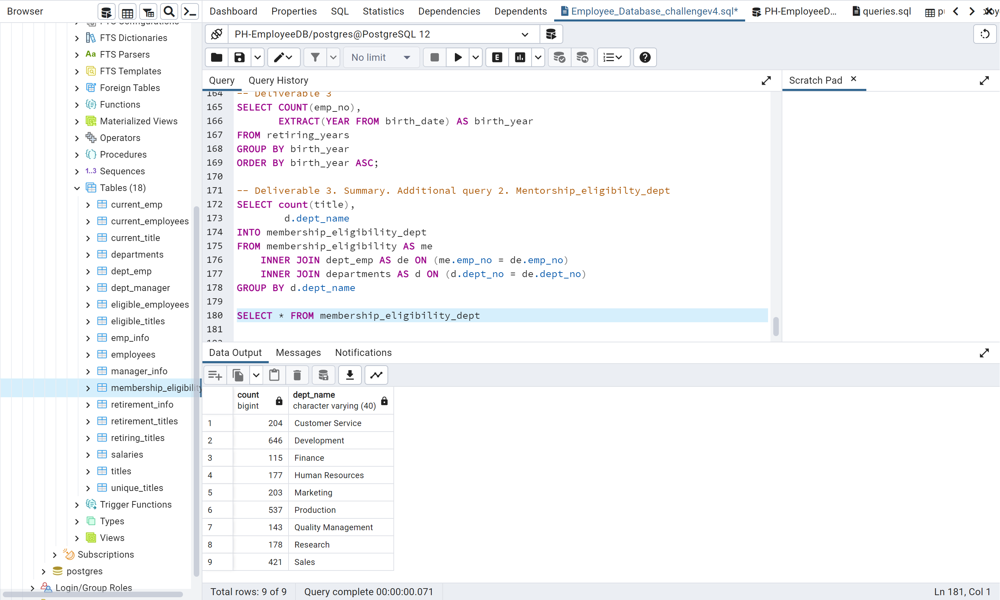 Browser
Dashboard Properties SQL Statistics Dependencies Dependents Employee_Database_challengev4.sql* PH-EmployeeD... queries.sql
FTS Configurations
FTS Dictionaries
Aa FTS Parsers
FTS Templates
Foreign Tables
Functions
Materialized Views
Operators
Procedures
1..3 Sequences
Tables (18)
current_emp
current_employees
current_title
departments
dept_emp
dept_manager
eligible_employees
eligible_titles
emp_info
employees
manager_info
membership_eligibility
retirement_info
retirement_titles
retiring_titles
salaries
titles
unique_titles
Trigger Functions
Types
Views
Subscriptions
postgres
Login/Group Roles
PH-EmployeeDB/postgres@PostgreSQL 12
No limit
E
Query Query History
Scratch Pad
164 -- Deliverable 3
165 SELECT COUNT(emp_no),
166 EXTRACT(YEAR FROM birth_date) AS birth_year
167 FROM retiring_years
168 GROUP BY birth_year
169 ORDER BY birth_year ASC;
170
171 -- Deliverable 3. Summary. Additional query 2. Mentorship_eligibilty_dept
172 SELECT count(title),
173 d.dept_name
174 INTO membership_eligibility_dept
175 FROM membership_eligibility AS me
176 INNER JOIN dept_emp AS de ON (me.emp_no = de.emp_no)
177 INNER JOIN departments AS d ON (d.dept_no = de.dept_no)
178 GROUP BY d.dept_name
179
180 SELECT * FROM membership_eligibility_dept
181
Data Output Messages Notifications
count dept_name
bigint character varying (40)
1 204 Customer Service
2 646 Development
3 115 Finance
4 177 Human Resources
5 203 Marketing
6 537 Production
7 143 Quality Management
8 178 Research
9 421 Sales
Total rows: 9 of 9 Query complete 00:00:00.071 Ln 181, Col 1